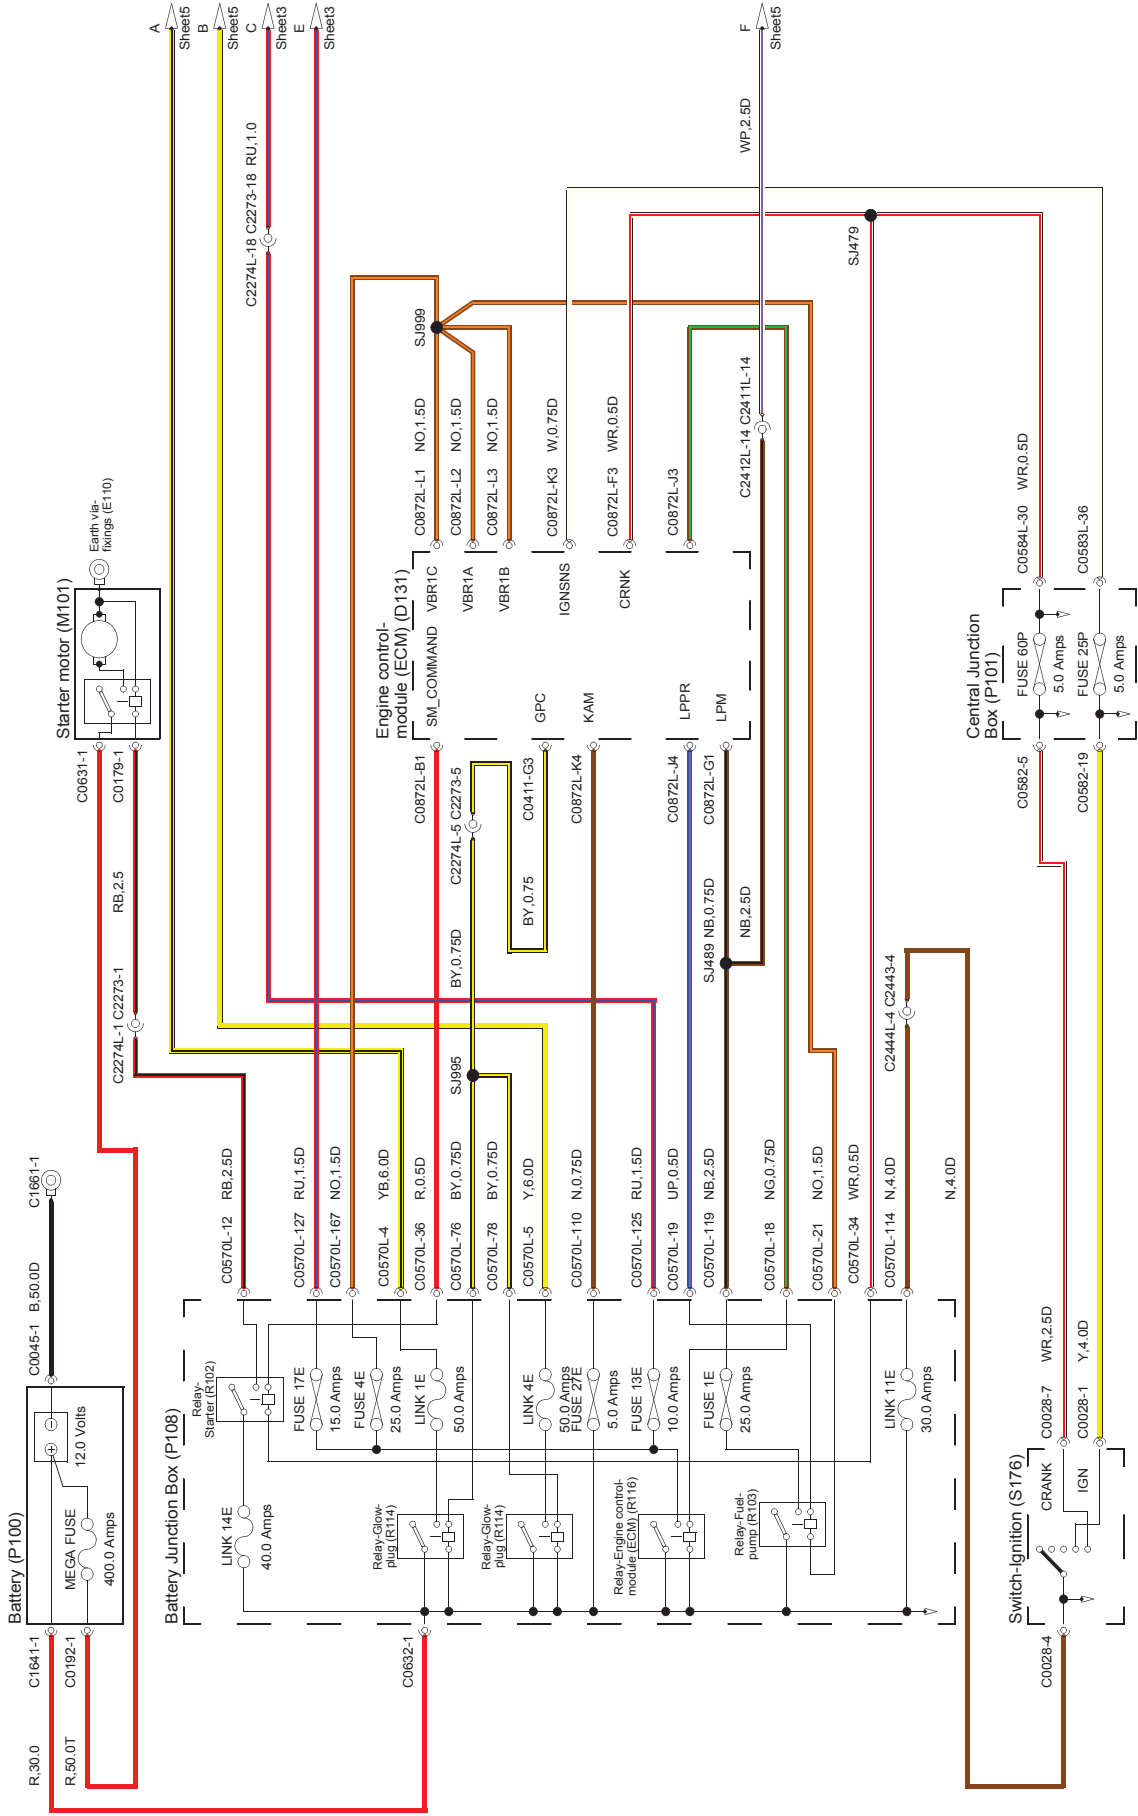 A
Sheet5
B
Sheet5
C
Sheet3
E
Sheet3
F
Sheet5
C2274L-18 C2273-18 RU,1.0
WP,2.5D
Earth via-
fixings (E110)
Starter motor (M101)
C0631-1
C0179-1
RB,2.5
C2274L-1 C2273-1
SJ999
SJ479
C0872L-L1 NO,1.5D
C0872L-L2 NO,1.5D
C0872L-L3 NO,1.5D
C0872L-K3 W,0.75D
C0872L-F3 WR,0.5D
C0872L-J3
C2412L-14 C2411L-14
C0584L-30 WR,0.5D
C0583L-36
Engine control-
module (ECM) (D131)
VBR1C
VBR1A
VBR1B
IGNSNS
CRNK
SM_COMMAND
GPC
KAM
LPPR
LPM
Central Junction
Box (P101)
FUSE 60P
5.0 Amps
FUSE 25P
5.0 Amps
C0872L-B1
C2274L-5 C2273-5
C0411-G3
C0872L-K4
C0872L-J4
C0872L-G1
C0582-5
C0582-19
BY,0.75D
BY,0.75
SJ489 NB,0.75D
NB,2.5D
SJ995
C2444L-4 C2443-4
C1661-1
C0045-1 B,50.0D
C0570L-12 RB,2.5D
C0570L-127 RU,1.5D
C0570L-167 NO,1.5D
C0570L-4 YB,6.0D
C0570L-36 R,0.5D
C0570L-76 BY,0.75D
C0570L-78 BY,0.75D
C0570L-5 Y,6.0D
C0570L-110 N,0.75D
C0570L-125 RU,1.5D
C0570L-19 UP,0.5D
C0570L-119 NB,2.5D
C0570L-18 NG,0.75D
C0570L-21 NO,1.5D
C0570L-34 WR,0.5D
C0570L-114 N,4.0D
N,4.0D
C0028-7 WR,2.5D
C0028-1 Y,4.0D
Battery (P100)
12.0 Volts
MEGA FUSE
400.0 Amps
Battery Junction Box (P108)
Relay-
Starter (R102)
LINK 14E
40.0 Amps
FUSE 17E
15.0 Amps
FUSE 4E
25.0 Amps
LINK 1E
50.0 Amps
LINK 4E
50.0 Amps
FUSE 27E
5.0 Amps
FUSE 13E
10.0 Amps
FUSE 1E
25.0 Amps
LINK 11E
30.0 Amps
Relay-Glow-
plug (R114)
Relay-Glow-
plug (R114)
Relay-Engine control-
module (ECM) (R116)
Relay-Fuel-
pump (R103)
Switch-Ignition (S176)
CRANK
IGN
C1641-1
C0192-1
C0632-1
C0028-4
R,30.0
R,50.0T